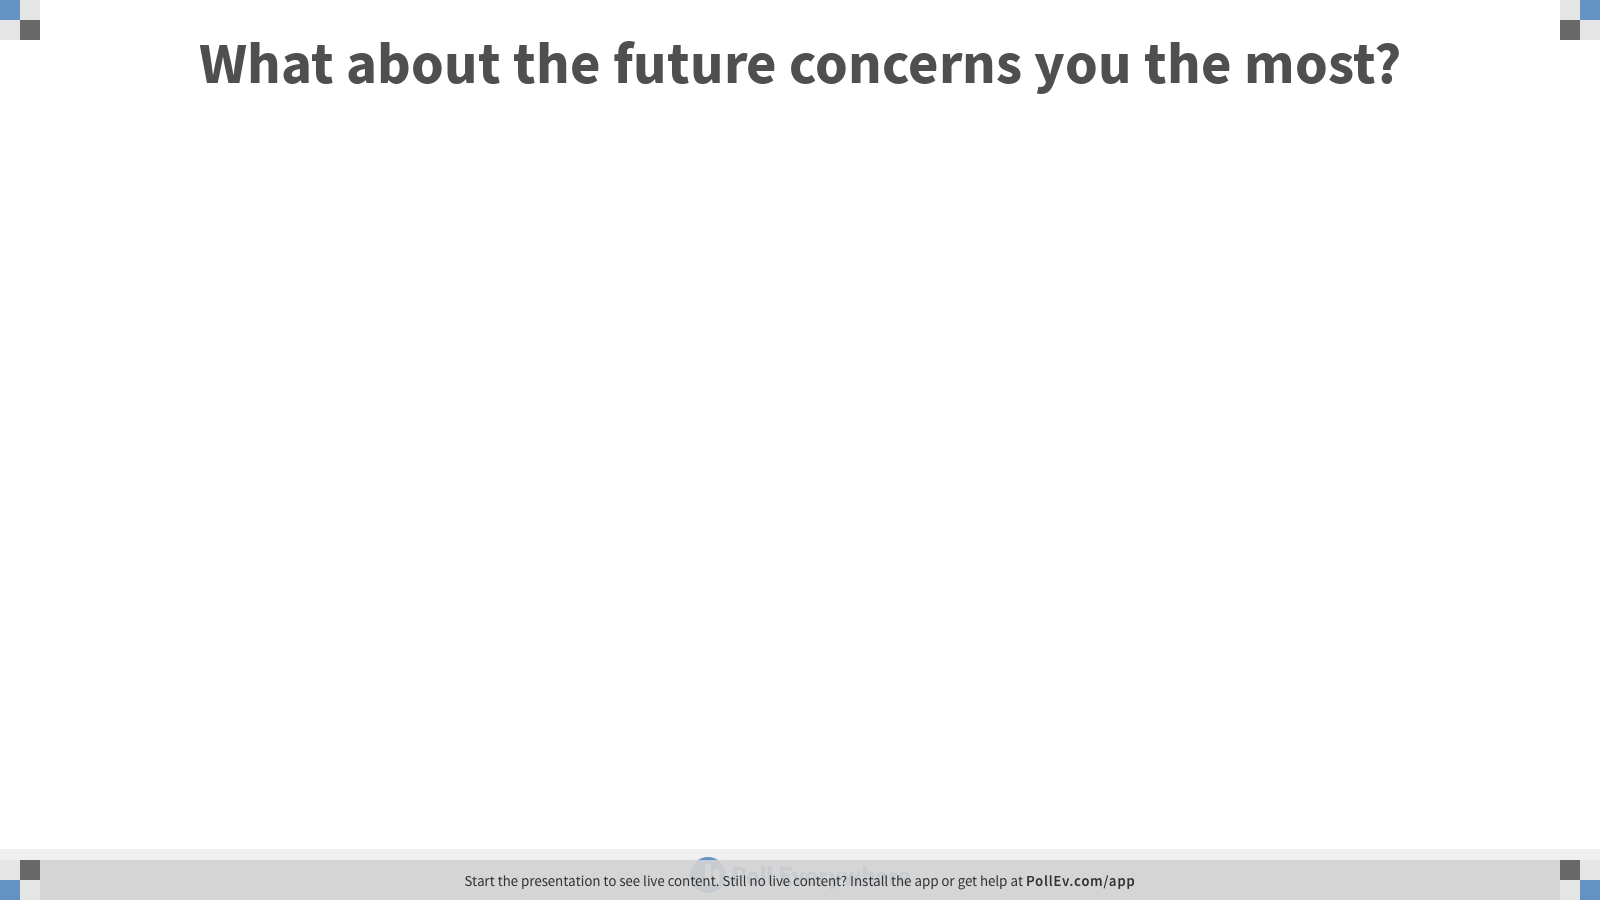 What about the future concerns you the most?
Start the presentation to see live content. Still no live content? Install the app or get help at PollEv.com/app